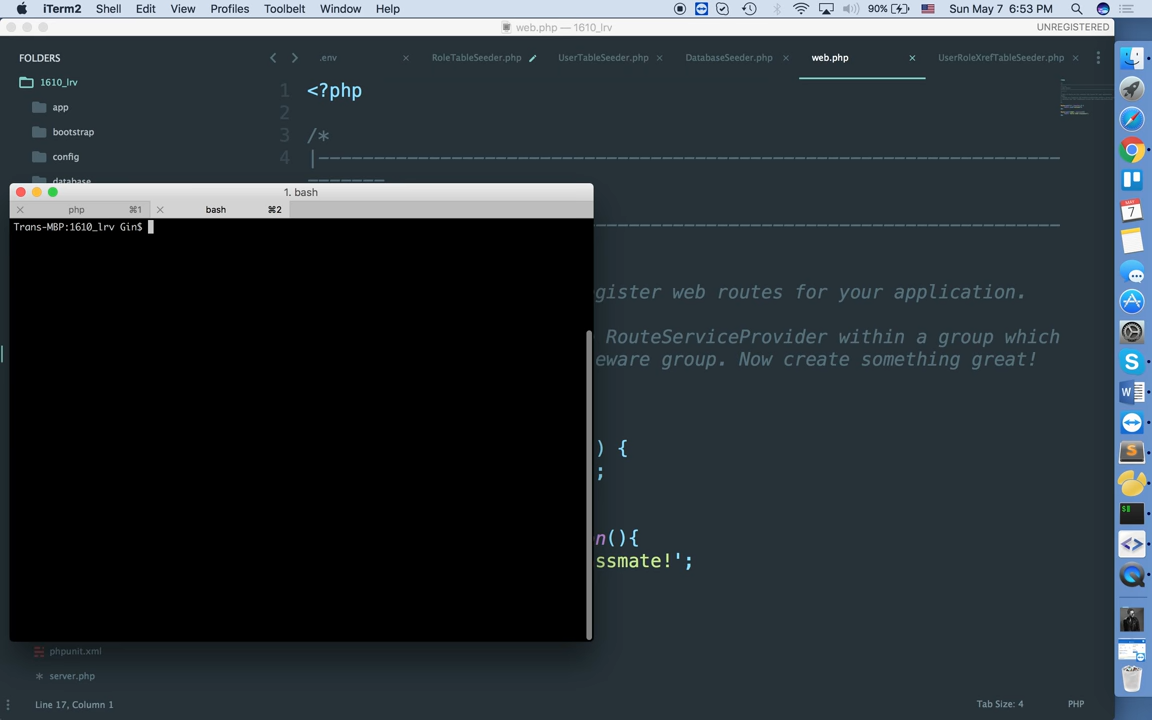 iTerm2 Shell Edit View Profiles Toolbelt Window Help 90% Sun May 7 6:53 PM
web.php — 1610_lrv UNREGISTERED
FOLDERS
.env RoleTableSeeder.php UserTableSeeder.php DatabaseSeeder.php web.php UserRoleXrefTableSeeder.php
1610_lrv
app
bootstrap
config
database
1 <?php
2
3 /*
4 |--------------------------------------------------------------------------
1. bash
php ⌘1 bash ⌘2
Trans-MBP:1610_lrv Gin$
gister web routes for your application.
RouteServiceProvider within a group which
eware group. Now create something great!
) {
;
n(){
ssmate!';
phpunit.xml
server.php
Line 17, Column 1 Tab Size: 4 PHP